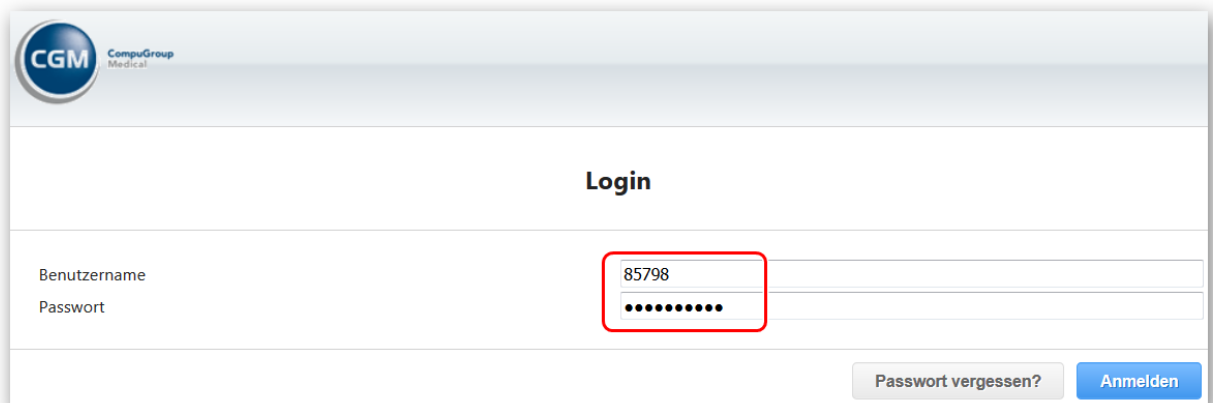 CGM
CompuGroup
Medical
Login
Benutzername 85798
Passwort ••••••••••
Passwort vergessen? Anmelden